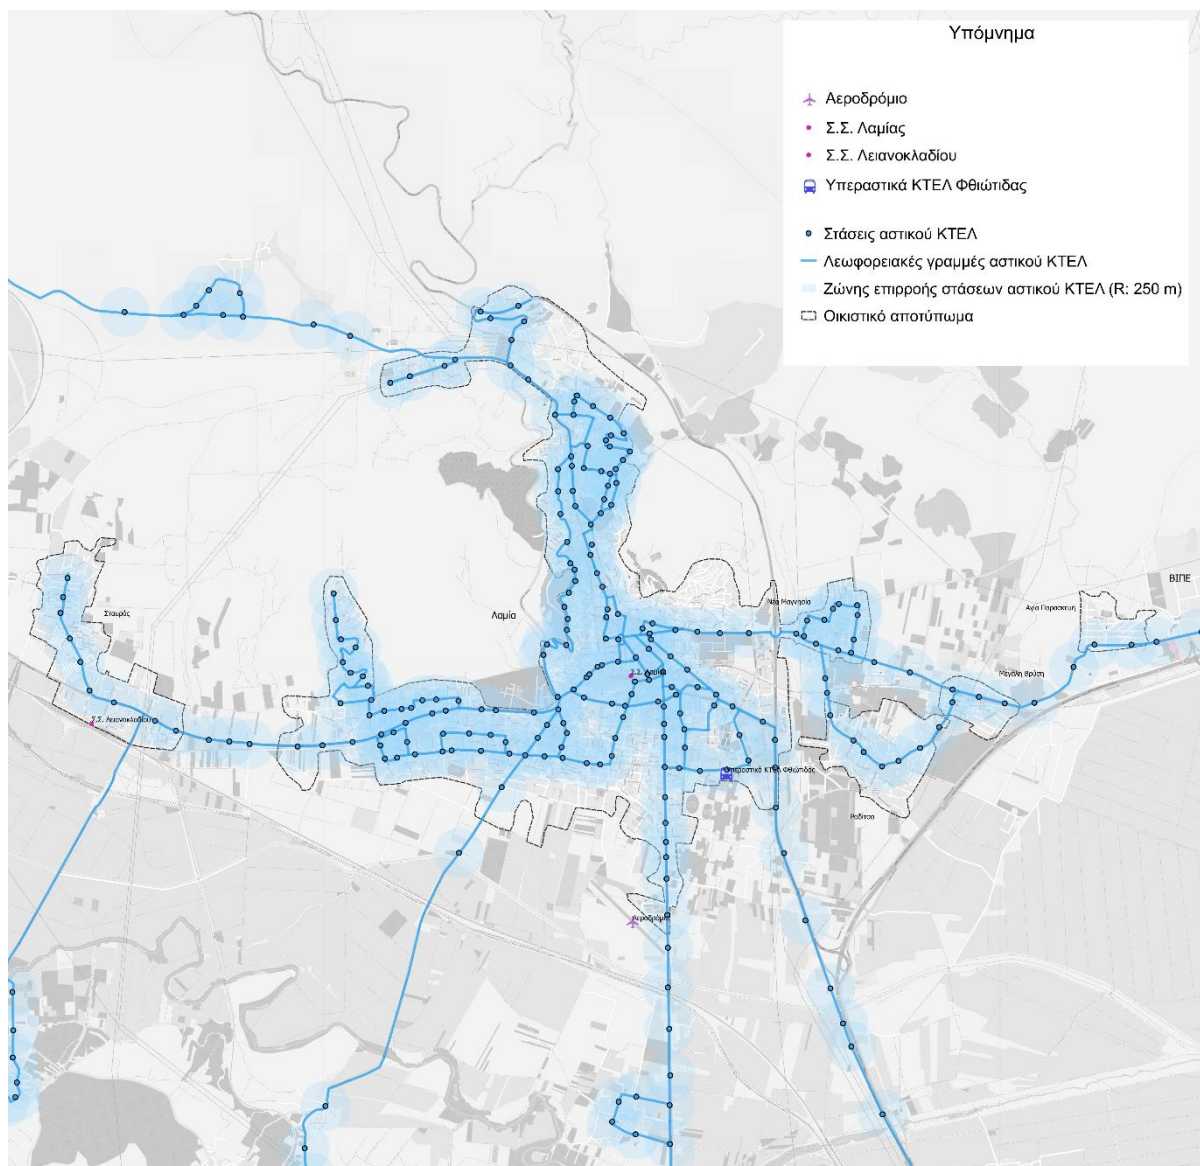 Υπόμνημα
Αεροδρόμιο
Σ.Σ. Λαμίας
Σ.Σ. Λειανοκλαδίου
Υπεραστικά ΚΤΕΛ Φθιώτιδας
Στάσεις αστικού ΚΤΕΛ
Λεωφορειακές γραμμές αστικού ΚΤΕΛ
Ζώνης επιρροής στάσεων αστικού ΚΤΕΛ (R: 250 m)
Οικιστικό αποτύπωμα
ΒΙΠΕ
Νέα Μαγνησία
Αγία Παρασκευή
Σταυρός
Λαμία
Σ.Σ. Λαμίας
Μεγάλη Βρύση
Σ.Σ. Λειανοκλαδίου
Υπεραστικά ΚΤΕΛ Φθιώτιδας
Ροδίτσα
Αεροδρόμιο